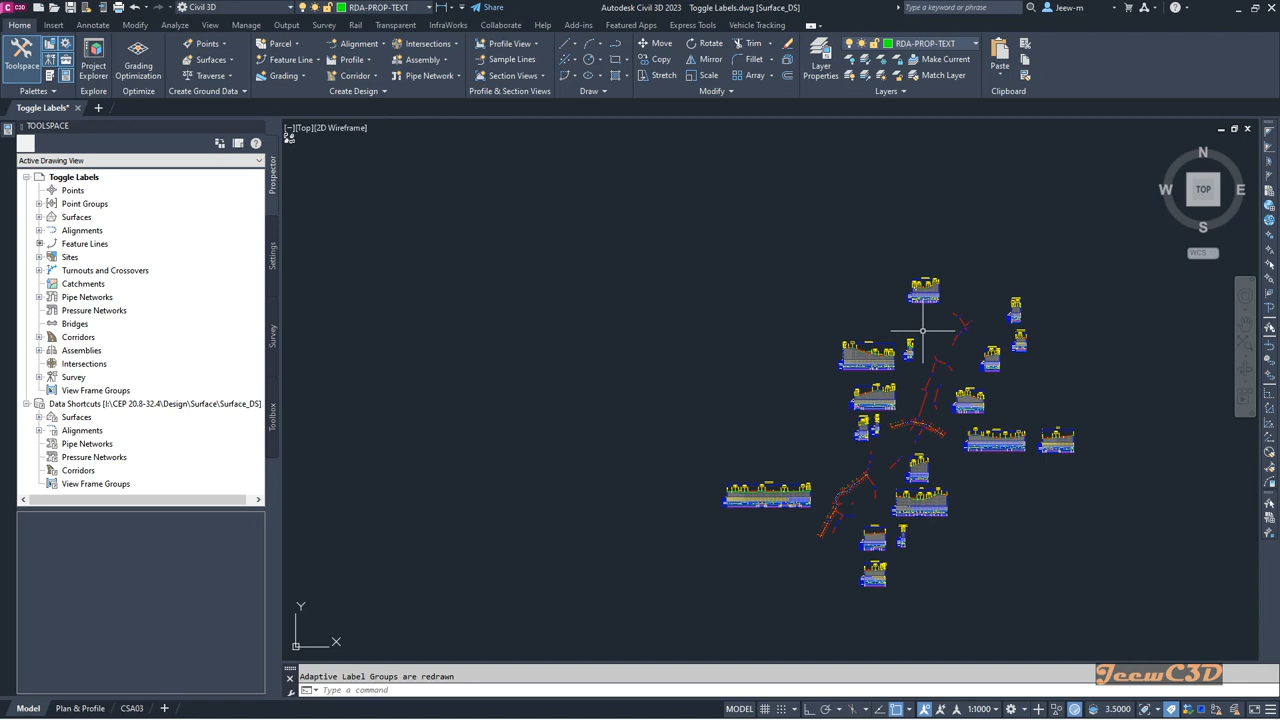 C3D
Civil 3D
RDA-PROP-TEXT
Share
Autodesk Civil 3D 2023 Toggle Labels.dwg [Surface_DS]
Type a keyword or phrase
Jeew-m
Home Insert Annotate Modify Analyze View Manage Output Survey Rail Transparent InfraWorks Collaborate Help Add-ins Featured Apps Express Tools Vehicle Tracking
Toolspace
Palettes
Project
Explorer
Explore
Grading
Optimization
Optimize
Points
Surfaces
Traverse
Create Ground Data
Parcel
Feature Line
Grading
Alignment
Profile
Corridor
Intersections
Assembly
Pipe Network
Create Design
Profile View
Sample Lines
Section Views
Profile & Section Views
Draw
Move Rotate Trim
Copy Mirror Fillet
Stretch Scale Array
Modify
Layer
Properties
RDA-PROP-TEXT
Make Current
Match Layer
Layers
Paste
Clipboard
Toggle Labels*
TOOLSPACE
Active Drawing View
Toggle Labels
Points
Point Groups
Surfaces
Alignments
Feature Lines
Sites
Turnouts and Crossovers
Catchments
Pipe Networks
Pressure Networks
Bridges
Corridors
Assemblies
Intersections
Survey
View Frame Groups
Data Shortcuts [I:\CEP 20.8-32.4\Design\Surface\Surface_DS]
Surfaces
Alignments
Pipe Networks
Pressure Networks
Corridors
View Frame Groups
Prospector
Settings
Survey
Toolbox
[−][Top][2D Wireframe]
N
W TOP E
S
WCS
Y
X
Adaptive Label Groups are redrawn
Type a command
JeewC3D
Model Plan & Profile CSA03
MODEL
1:1000
3.5000